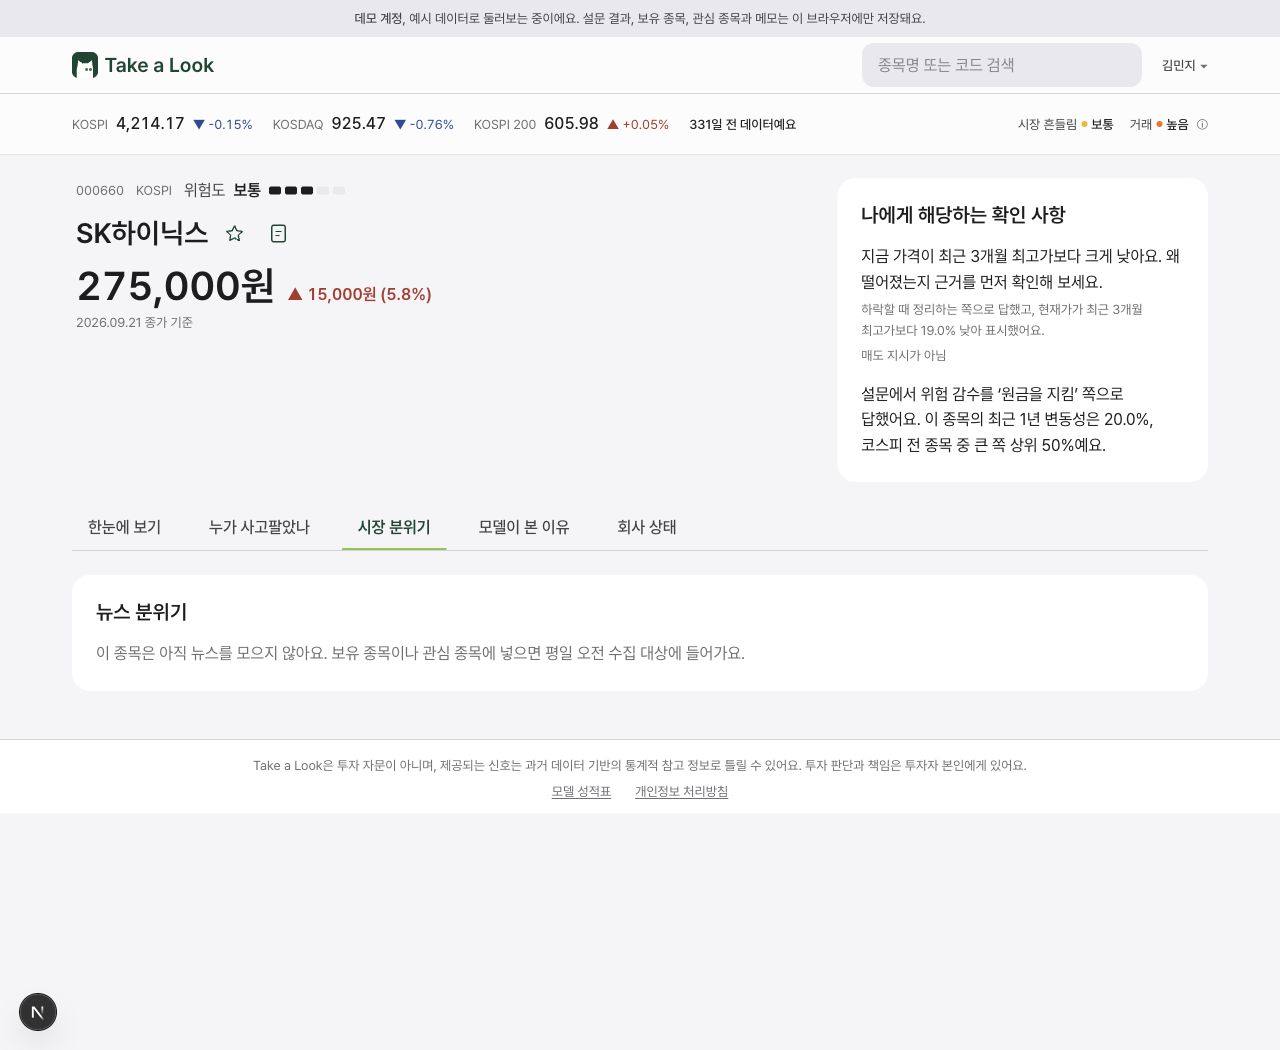 데모 계정, 예시 데이터로 둘러보는 중이에요. 설문 결과, 보유 종목, 관심 종목과 메모는 이 브라우저에만 저장돼요.
Take a Look
종목명 또는 코드 검색
김민지
KOSPI 4,214.17 ▼ -0.15% KOSDAQ 925.47 ▼ -0.76% KOSPI 200 605.98 ▲ +0.05% 331일 전 데이터예요
시장 흔들림 보통 거래 높음 ⓘ
000660 KOSPI 위험도 보통
SK하이닉스
275,000원 ▲ 15,000원 (5.8%)
2026.09.21 종가 기준
나에게 해당하는 확인 사항
지금 가격이 최근 3개월 최고가보다 크게 낮아요. 왜
떨어졌는지 근거를 먼저 확인해 보세요.
하락할 때 정리하는 쪽으로 답했고, 현재가가 최근 3개월
최고가보다 19.0% 낮아 표시했어요.
매도 지시가 아님
설문에서 위험 감수를 ‘원금을 지킴’ 쪽으로
답했어요. 이 종목의 최근 1년 변동성은 20.0%,
코스피 전 종목 중 큰 쪽 상위 50%예요.
한눈에 보기 누가 사고팔았나 시장 분위기 모델이 본 이유 회사 상태
뉴스 분위기
이 종목은 아직 뉴스를 모으지 않아요. 보유 종목이나 관심 종목에 넣으면 평일 오전 수집 대상에 들어가요.
Take a Look은 투자 자문이 아니며, 제공되는 신호는 과거 데이터 기반의 통계적 참고 정보로 틀릴 수 있어요. 투자 판단과 책임은 투자자 본인에게 있어요.
모델 성적표 개인정보 처리방침
N